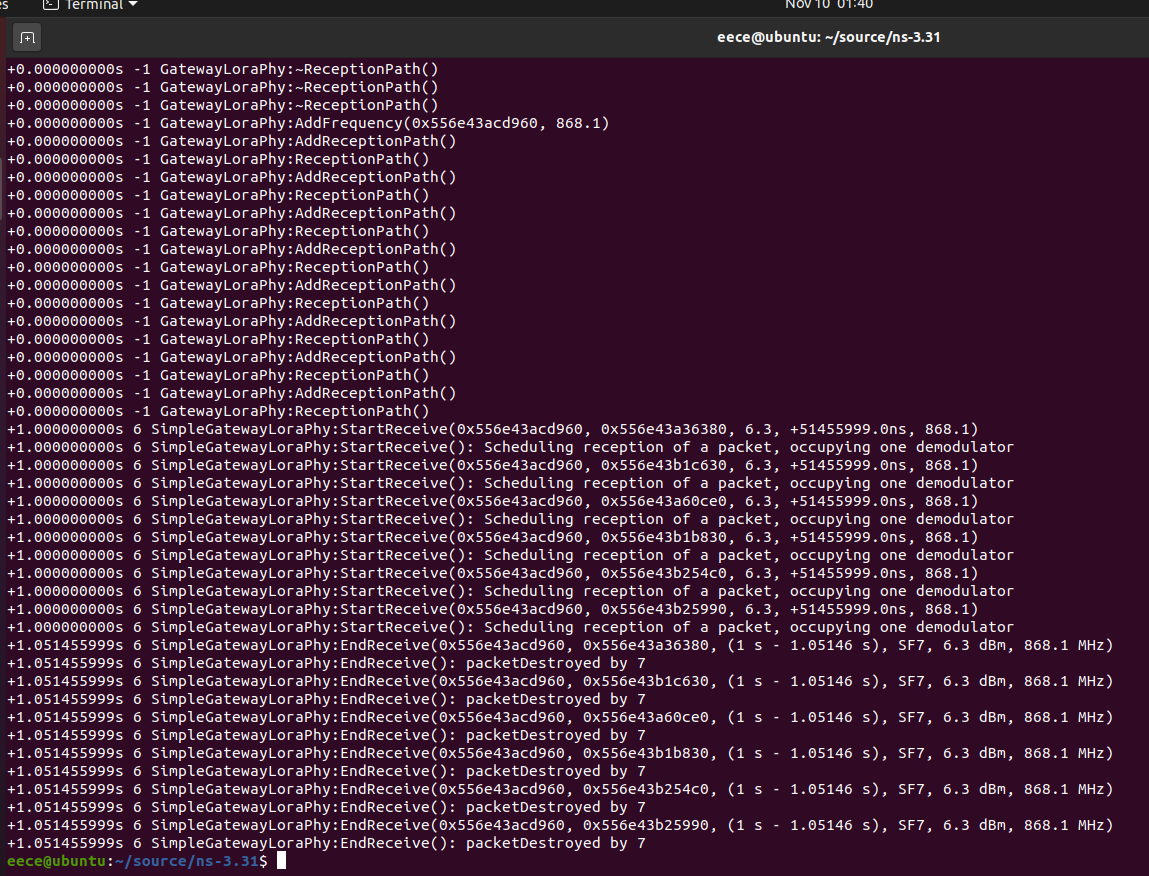 Terminal
Nov 10 01:40
eece@ubuntu: ~/source/ns-3.31
+0.000000000s -1 GatewayLoraPhy:~ReceptionPath()
+0.000000000s -1 GatewayLoraPhy:~ReceptionPath()
+0.000000000s -1 GatewayLoraPhy:~ReceptionPath()
+0.000000000s -1 GatewayLoraPhy:AddFrequency(0x556e43acd960, 868.1)
+0.000000000s -1 GatewayLoraPhy:AddReceptionPath()
+0.000000000s -1 GatewayLoraPhy:ReceptionPath()
+0.000000000s -1 GatewayLoraPhy:AddReceptionPath()
+0.000000000s -1 GatewayLoraPhy:ReceptionPath()
+0.000000000s -1 GatewayLoraPhy:AddReceptionPath()
+0.000000000s -1 GatewayLoraPhy:ReceptionPath()
+0.000000000s -1 GatewayLoraPhy:AddReceptionPath()
+0.000000000s -1 GatewayLoraPhy:ReceptionPath()
+0.000000000s -1 GatewayLoraPhy:AddReceptionPath()
+0.000000000s -1 GatewayLoraPhy:ReceptionPath()
+0.000000000s -1 GatewayLoraPhy:AddReceptionPath()
+0.000000000s -1 GatewayLoraPhy:ReceptionPath()
+0.000000000s -1 GatewayLoraPhy:AddReceptionPath()
+0.000000000s -1 GatewayLoraPhy:ReceptionPath()
+0.000000000s -1 GatewayLoraPhy:AddReceptionPath()
+0.000000000s -1 GatewayLoraPhy:ReceptionPath()
+1.000000000s 6 SimpleGatewayLoraPhy:StartReceive(0x556e43acd960, 0x556e43a36380, 6.3, +51455999.0ns, 868.1)
+1.000000000s 6 SimpleGatewayLoraPhy:StartReceive(): Scheduling reception of a packet, occupying one demodulator
+1.000000000s 6 SimpleGatewayLoraPhy:StartReceive(0x556e43acd960, 0x556e43b1c630, 6.3, +51455999.0ns, 868.1)
+1.000000000s 6 SimpleGatewayLoraPhy:StartReceive(): Scheduling reception of a packet, occupying one demodulator
+1.000000000s 6 SimpleGatewayLoraPhy:StartReceive(0x556e43acd960, 0x556e43a60ce0, 6.3, +51455999.0ns, 868.1)
+1.000000000s 6 SimpleGatewayLoraPhy:StartReceive(): Scheduling reception of a packet, occupying one demodulator
+1.000000000s 6 SimpleGatewayLoraPhy:StartReceive(0x556e43acd960, 0x556e43b1b830, 6.3, +51455999.0ns, 868.1)
+1.000000000s 6 SimpleGatewayLoraPhy:StartReceive(): Scheduling reception of a packet, occupying one demodulator
+1.000000000s 6 SimpleGatewayLoraPhy:StartReceive(0x556e43acd960, 0x556e43b254c0, 6.3, +51455999.0ns, 868.1)
+1.000000000s 6 SimpleGatewayLoraPhy:StartReceive(): Scheduling reception of a packet, occupying one demodulator
+1.000000000s 6 SimpleGatewayLoraPhy:StartReceive(0x556e43acd960, 0x556e43b25990, 6.3, +51455999.0ns, 868.1)
+1.000000000s 6 SimpleGatewayLoraPhy:StartReceive(): Scheduling reception of a packet, occupying one demodulator
+1.051455999s 6 SimpleGatewayLoraPhy:EndReceive(0x556e43acd960, 0x556e43a36380, (1 s - 1.05146 s), SF7, 6.3 dBm, 868.1 MHz)
+1.051455999s 6 SimpleGatewayLoraPhy:EndReceive(): packetDestroyed by 7
+1.051455999s 6 SimpleGatewayLoraPhy:EndReceive(0x556e43acd960, 0x556e43b1c630, (1 s - 1.05146 s), SF7, 6.3 dBm, 868.1 MHz)
+1.051455999s 6 SimpleGatewayLoraPhy:EndReceive(): packetDestroyed by 7
+1.051455999s 6 SimpleGatewayLoraPhy:EndReceive(0x556e43acd960, 0x556e43a60ce0, (1 s - 1.05146 s), SF7, 6.3 dBm, 868.1 MHz)
+1.051455999s 6 SimpleGatewayLoraPhy:EndReceive(): packetDestroyed by 7
+1.051455999s 6 SimpleGatewayLoraPhy:EndReceive(0x556e43acd960, 0x556e43b1b830, (1 s - 1.05146 s), SF7, 6.3 dBm, 868.1 MHz)
+1.051455999s 6 SimpleGatewayLoraPhy:EndReceive(): packetDestroyed by 7
+1.051455999s 6 SimpleGatewayLoraPhy:EndReceive(0x556e43acd960, 0x556e43b254c0, (1 s - 1.05146 s), SF7, 6.3 dBm, 868.1 MHz)
+1.051455999s 6 SimpleGatewayLoraPhy:EndReceive(): packetDestroyed by 7
+1.051455999s 6 SimpleGatewayLoraPhy:EndReceive(0x556e43acd960, 0x556e43b25990, (1 s - 1.05146 s), SF7, 6.3 dBm, 868.1 MHz)
+1.051455999s 6 SimpleGatewayLoraPhy:EndReceive(): packetDestroyed by 7
eece@ubuntu:~/source/ns-3.31$